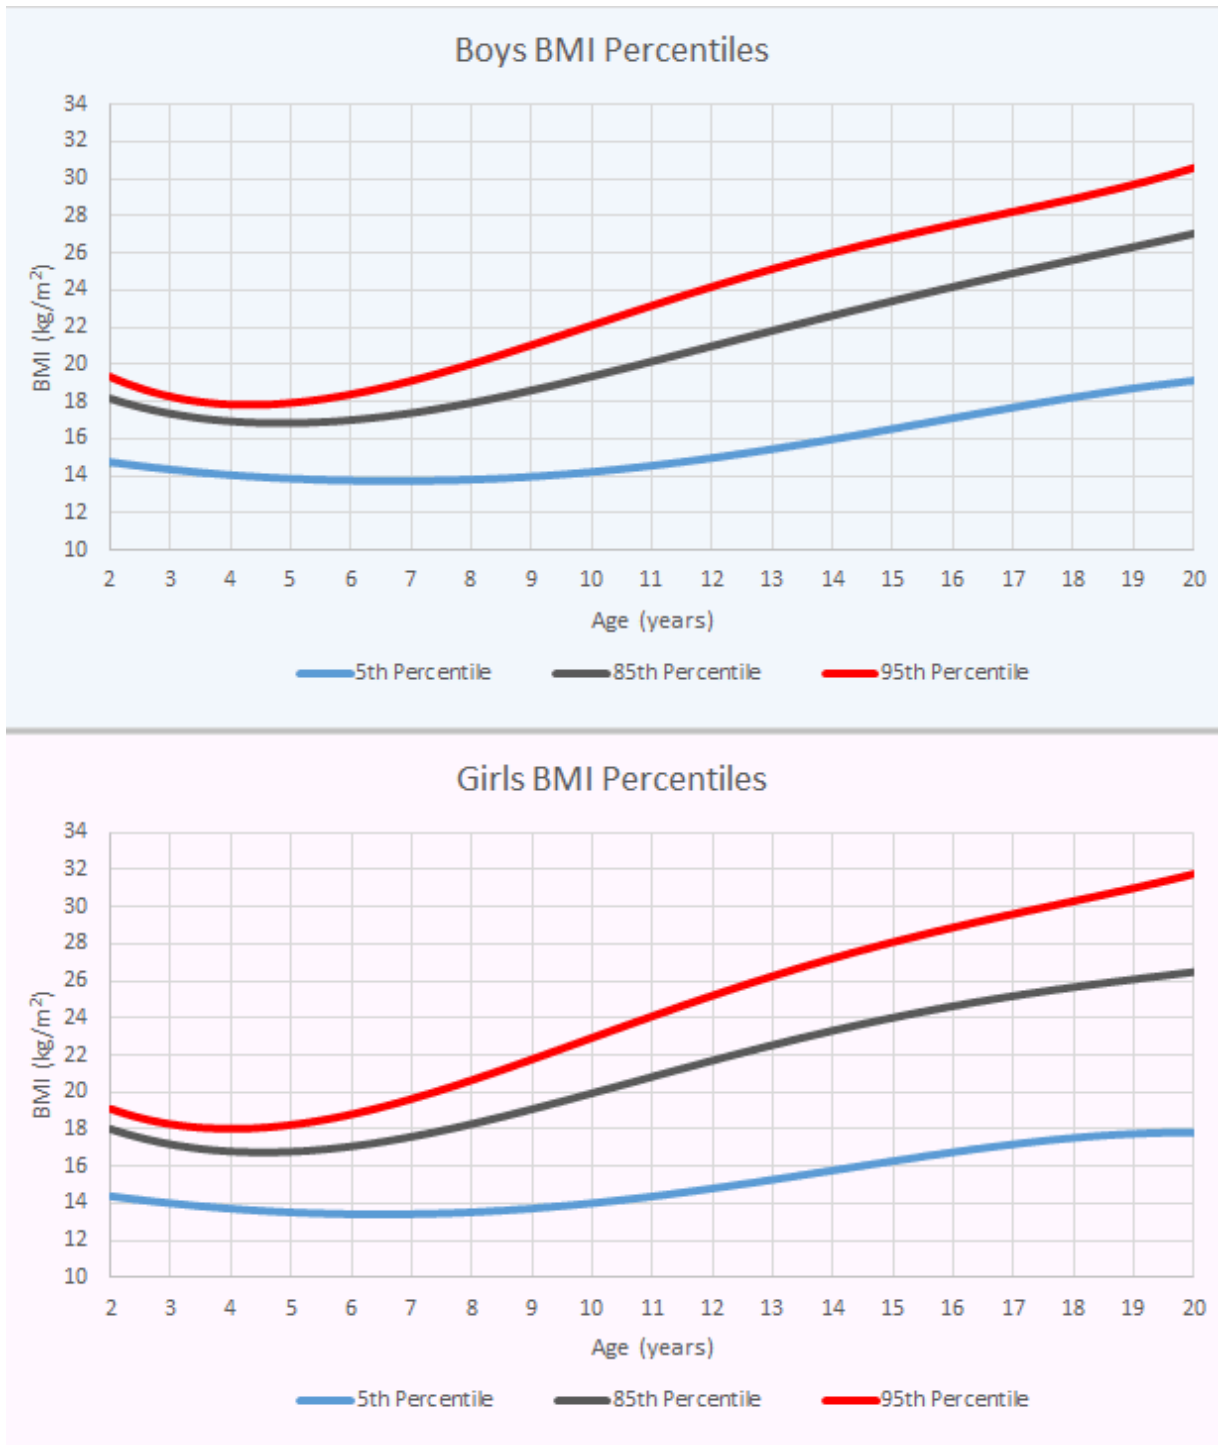 Boys BMI Percentiles
34
32
30
28
26
24
22
20
18
16
14
12
10
BMI (kg/m²)
2 3 4 5 6 7 8 9 10 11 12 13 14 15 16 17 18 19 20
Age (years)
5th Percentile 85th Percentile 95th Percentile
Girls BMI Percentiles
34
32
30
28
26
24
22
20
18
16
14
12
10
BMI (kg/m²)
2 3 4 5 6 7 8 9 10 11 12 13 14 15 16 17 18 19 20
Age (years)
5th Percentile 85th Percentile 95th Percentile